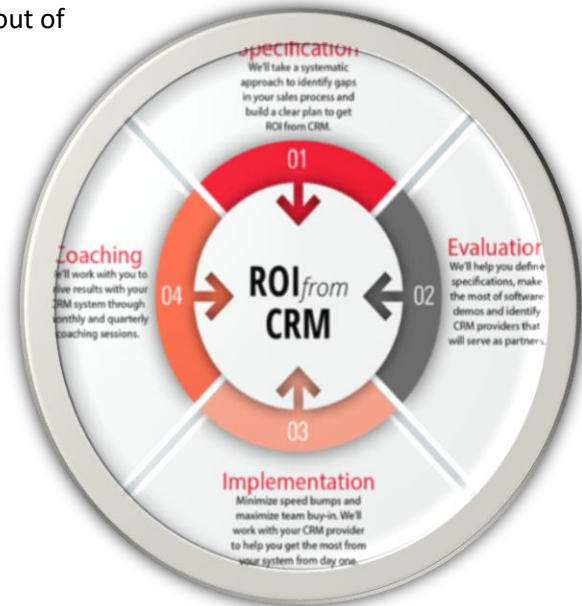 out of
Specification
We'll take a systematic
approach to identify gaps
in your sales process and
build a clear plan to get
ROI from CRM.
01
Coaching
We'll work with you to
drive results with your
CRM system through
monthly and quarterly
coaching sessions.
04
ROI from
CRM
02
Evaluation
We'll help you define
specifications, make
the most of software
demos and identify
CRM providers that
will serve as partners.
03
Implementation
Minimize speed bumps and
maximize team buy-in. We'll
work with your CRM provider
to help you get the most from
your system from day one.